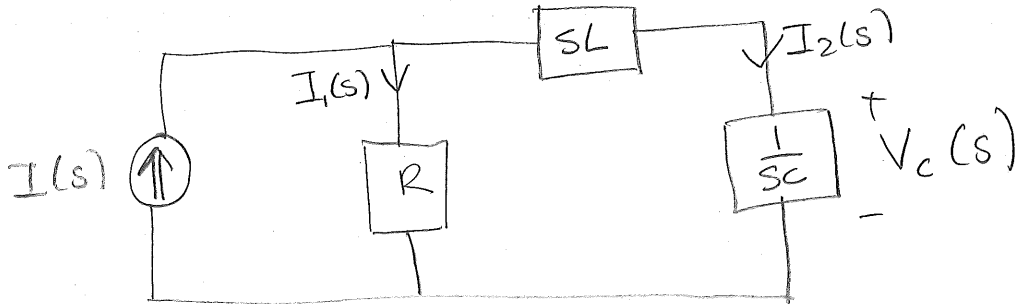 SL
I₂(s)
I₁(s)
+
I(s)
R
1/SC
Vc(s)
-